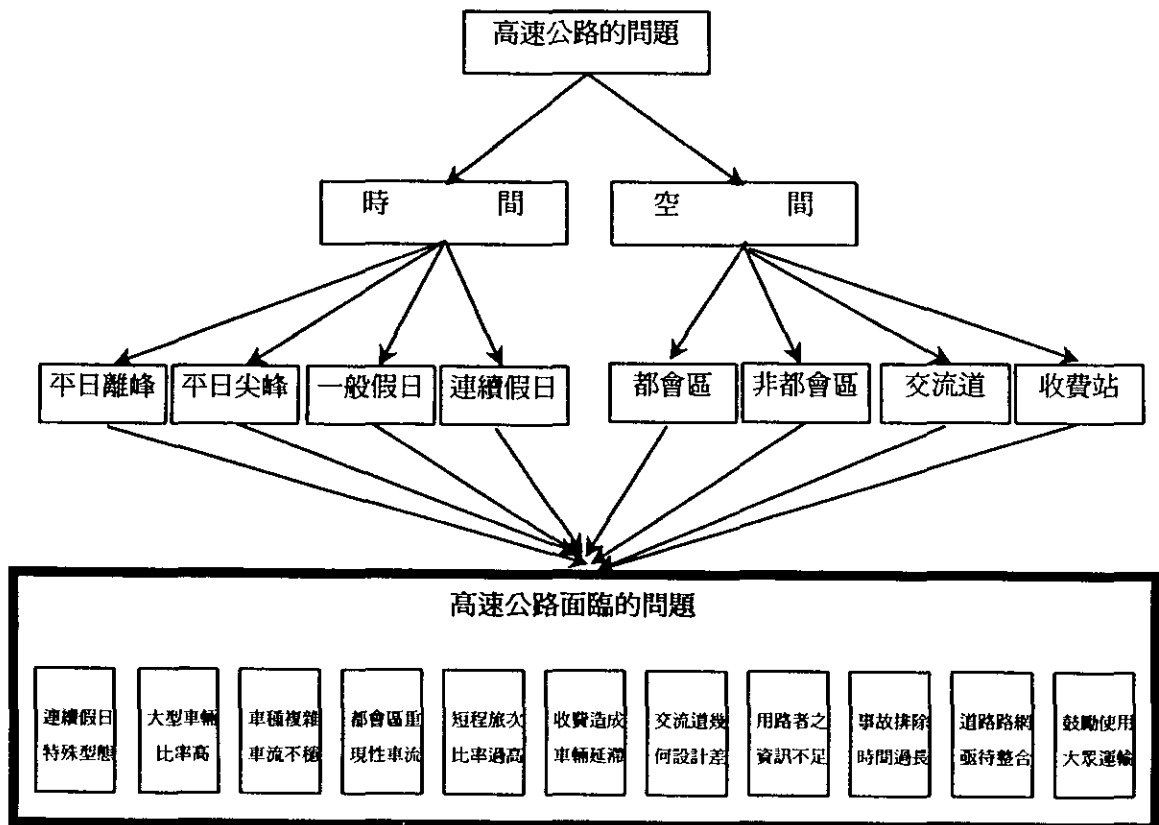 高速公路的問題
時 間
空 間
平日離峰
平日尖峰
一般假日
連續假日
都會區
非都會區
交流道
收費站
高速公路面臨的問題
連續假日
特殊型態
大型車輛
比率高
車種複雜
車流不穩
都會區重
現性車流
短程旅次
比率過高
收費造成
車輛延滯
交流道幾
何設計差
用路者之
資訊不足
事故排除
時間過長
道路路網
亟待整合
鼓勵使用
大眾運輸